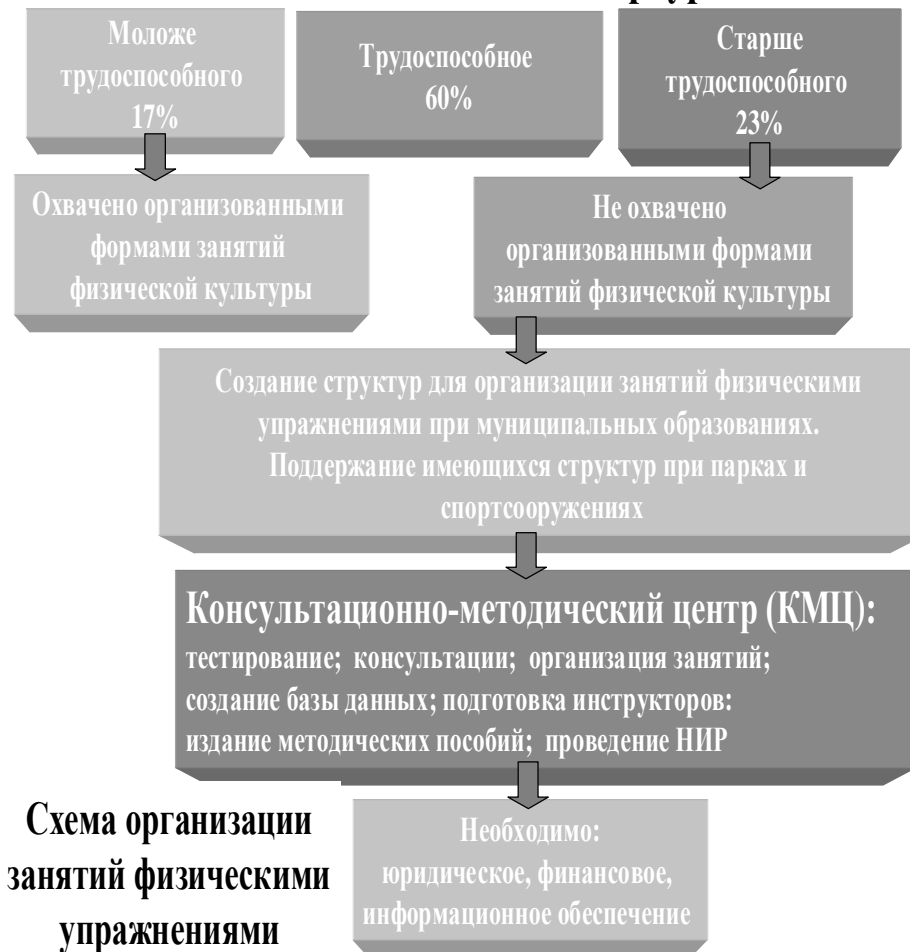 Моложе
трудоспособного
17%
Трудоспособное
60%
Старше
трудоспособного
23%
Охвачено организованными
формами занятий
физической культуры
Не охвачено
организованными формами
занятий физической культуры
Создание структур для организации занятий физическими
упражнениями при муниципальных образованиях.
Поддержание имеющихся структур при парках и
спортсооружениях
Консультационно-методический центр (КМЦ):
тестирование; консультации; организация занятий;
создание базы данных; подготовка инструкторов:
издание методических пособий; проведение НИР
Схема организации
занятий физическими
упражнениями
Необходимо:
юридическое, финансовое,
информационное обеспечение